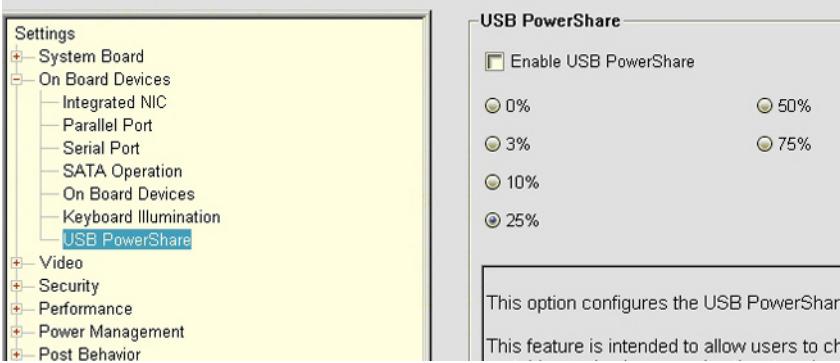 Settings
System Board
On Board Devices
Integrated NIC
Parallel Port
Serial Port
SATA Operation
On Board Devices
Keyboard Illumination
USB PowerShare
Video
Security
Performance
Power Management
Post Behavior
USB PowerShare
Enable USB PowerShare
0% 50%
3% 75%
10%
25%
This option configures the USB PowerShar
This feature is intended to allow users to ch